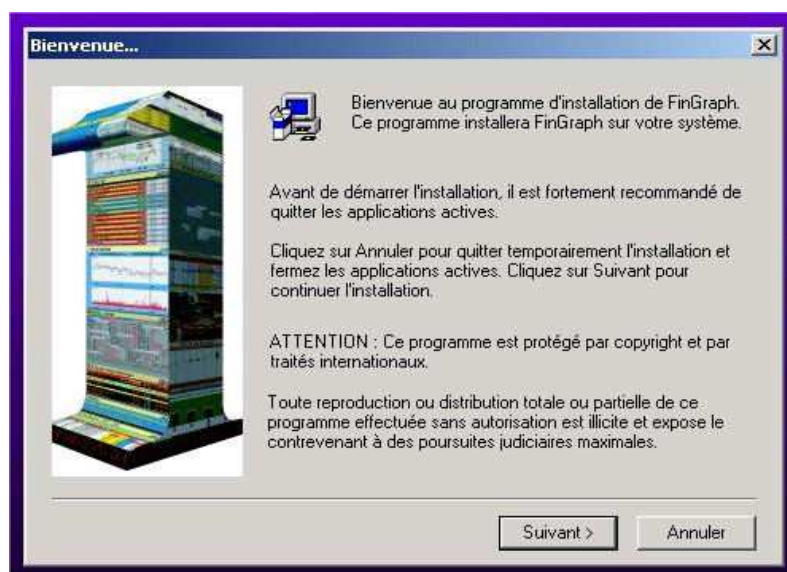 Bienvenue...
Bienvenue au programme d'installation de FinGraph.
Ce programme installera FinGraph sur votre système.
Avant de démarrer l'installation, il est fortement recommandé de
quitter les applications actives.
Cliquez sur Annuler pour quitter temporairement l'installation et
fermez les applications actives. Cliquez sur Suivant pour
continuer l'installation.
ATTENTION : Ce programme est protégé par copyright et par
traités internationaux.
Toute reproduction ou distribution totale ou partielle de ce
programme effectuée sans autorisation est illicite et expose le
contrevenant à des poursuites judiciaires maximales.
Suivant >
Annuler